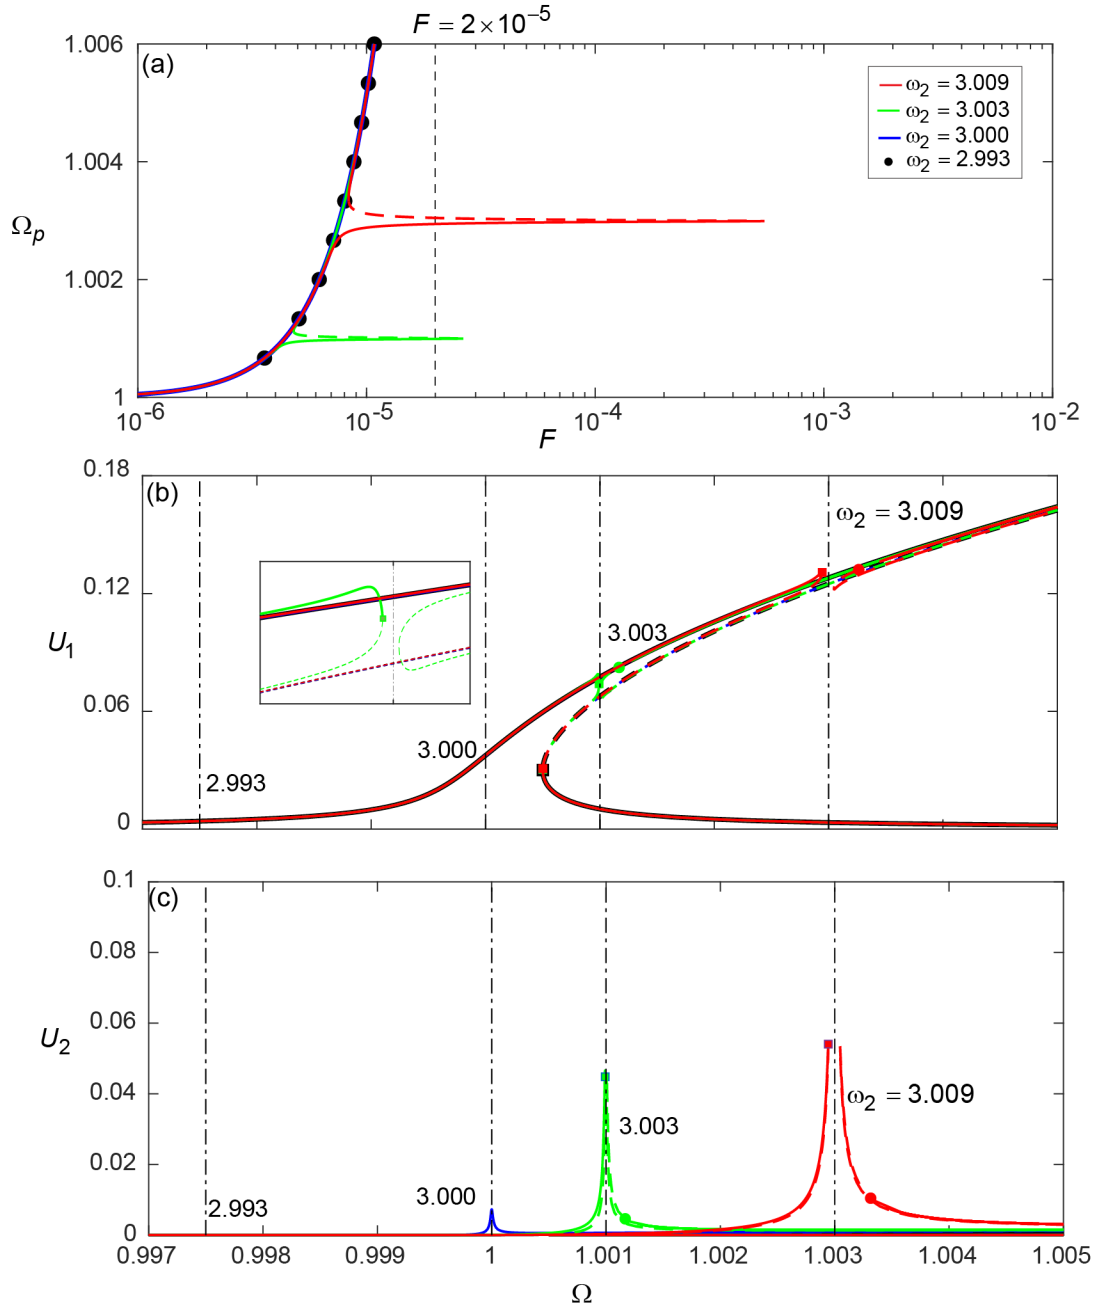 F = 2×10⁻⁵
1.006
(a)
ω₂ = 3.009
ω₂ = 3.003
ω₂ = 3.000
ω₂ = 2.993
1.004
Ωₚ
1.002
1
10⁻⁶
10⁻⁵
10⁻⁴
10⁻³
10⁻²
F
0.18
(b)
ω₂ = 3.009
0.12
3.003
U₁
0.06
3.000
2.993
0
0.1
(c)
0.08
0.06
U₂
0.04
ω₂ = 3.009
3.003
0.02
3.000
2.993
0
0.997
0.998
0.999
1
1.001
1.002
1.003
1.004
1.005
Ω